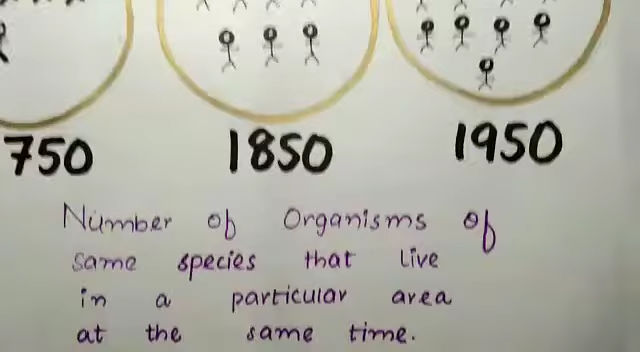 750 1850 1950
Number of Organisms of
same species that live
in a particular area
at the same time.